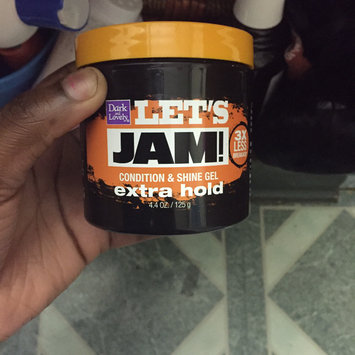 Dark
and
Lovely
LET'S
JAM!
3X
LESS
CONDITION & SHINE GEL
extra hold
4.4 OZ. / 125 g